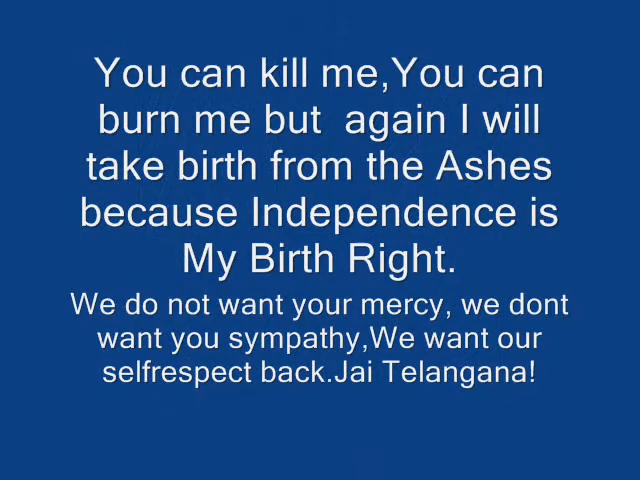 You can kill me,You can
burn me but  again I will
take birth from the Ashes
because Independence is
My Birth Right.
We do not want your mercy, we dont
want you sympathy,We want our
selfrespect back.Jai Telangana!